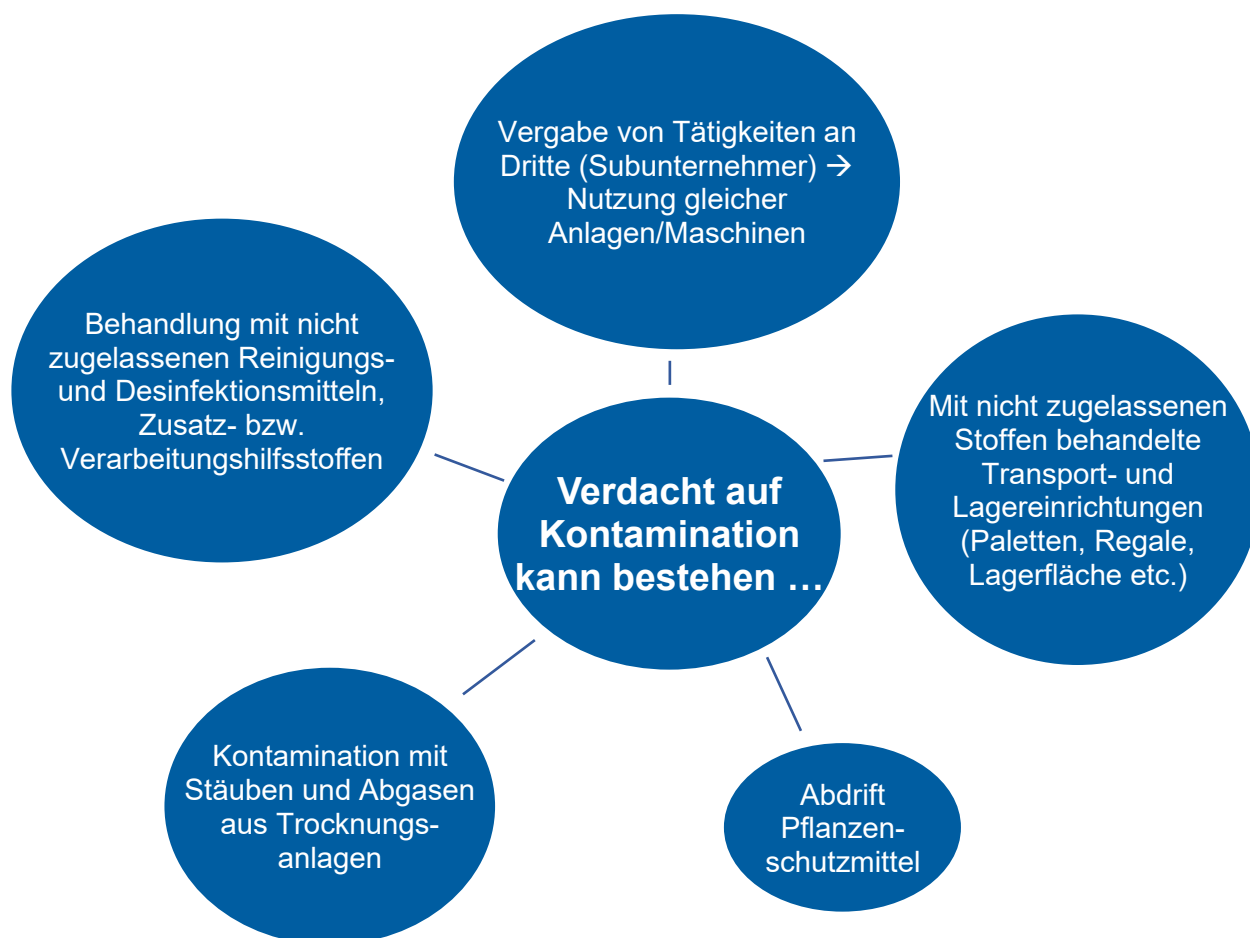 Vergabe von Tätigkeiten an
Dritte (Subunternehmer) →
Nutzung gleicher
Anlagen/Maschinen
Behandlung mit nicht
zugelassenen Reinigungs-
und Desinfektionsmitteln,
Zusatz- bzw.
Verarbeitungshilfsstoffen
Mit nicht zugelassenen
Stoffen behandelte
Transport- und
Lagereinrichtungen
(Paletten, Regale,
Lagerfläche etc.)
Verdacht auf
Kontamination
kann bestehen …
Kontamination mit
Stäuben und Abgasen
aus Trocknungs-
anlagen
Abdrift
Pflanzen-
schutzmittel